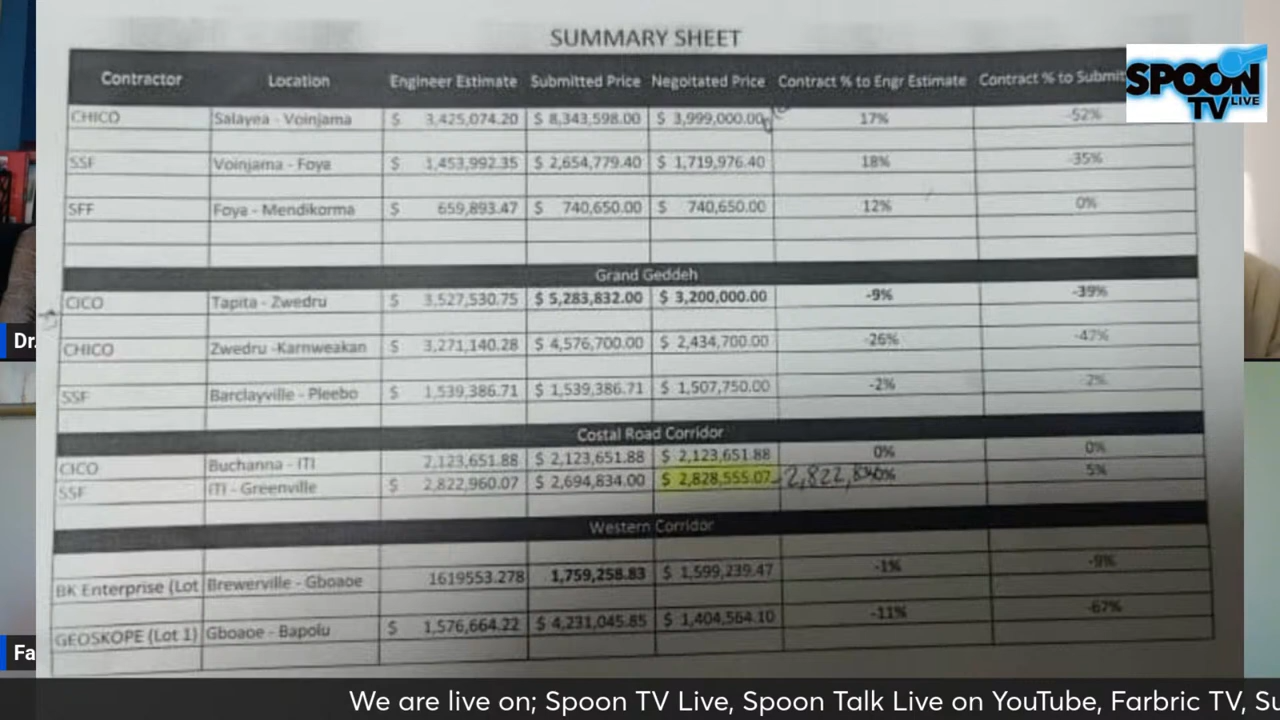 SUMMARY SHEET
Contractor Location Engineer Estimate Submitted Price Negoitated Price Contract % to Engr Estimate Contract % to Submit
SPOON
TV LIVE
CHICO Salayea - Voinjama $ 3,425,074.20 $ 8,343,598.00 $ 3,999,000.00 17% -52%
SSF Voinjama - Foya $ 1,453,992.35 $ 2,654,779.40 $ 1,719,976.40 18% -35%
SFF Foya - Mendikorma $ 659,893.47 $ 740,650.00 $ 740,650.00 12% 0%
Grand Geddeh
CICO Tapita - Zwedru $ 3,527,530.75 $ 5,283,832.00 $ 3,200,000.00 -9% -39%
CHICO Zwedru -Karnweakan $ 3,271,140.28 $ 4,576,700.00 $ 2,434,700.00 -26% -47%
SSF Barclayville - Pleebo $ 1,539,386.71 $ 1,539,386.71 $ 1,507,750.00 -2% -2%
Costal Road Corridor
CICO Buchanna - ITI 2,123,651.88 $ 2,123,651.88 $ 2,123,651.88 0% 0%
SSF ITI - Greenville $ 2,822,960.07 $ 2,694,834.00 $ 2,828,555.07 5%
Western Corridor
BK Enterprise (Lot Brewerville - Gboaoe 1619553.278 1,759,258.83 $ 1,599,239.47 -1% -9%
GEOSKOPE (Lot 1) Gboaoe - Bapolu $ 1,576,664.22 $ 4,231,045.85 $ 1,404,564.10 -11% -67%
Dr.
Fa
We are live on; Spoon TV Live, Spoon Talk Live on YouTube, Farbric TV, Su